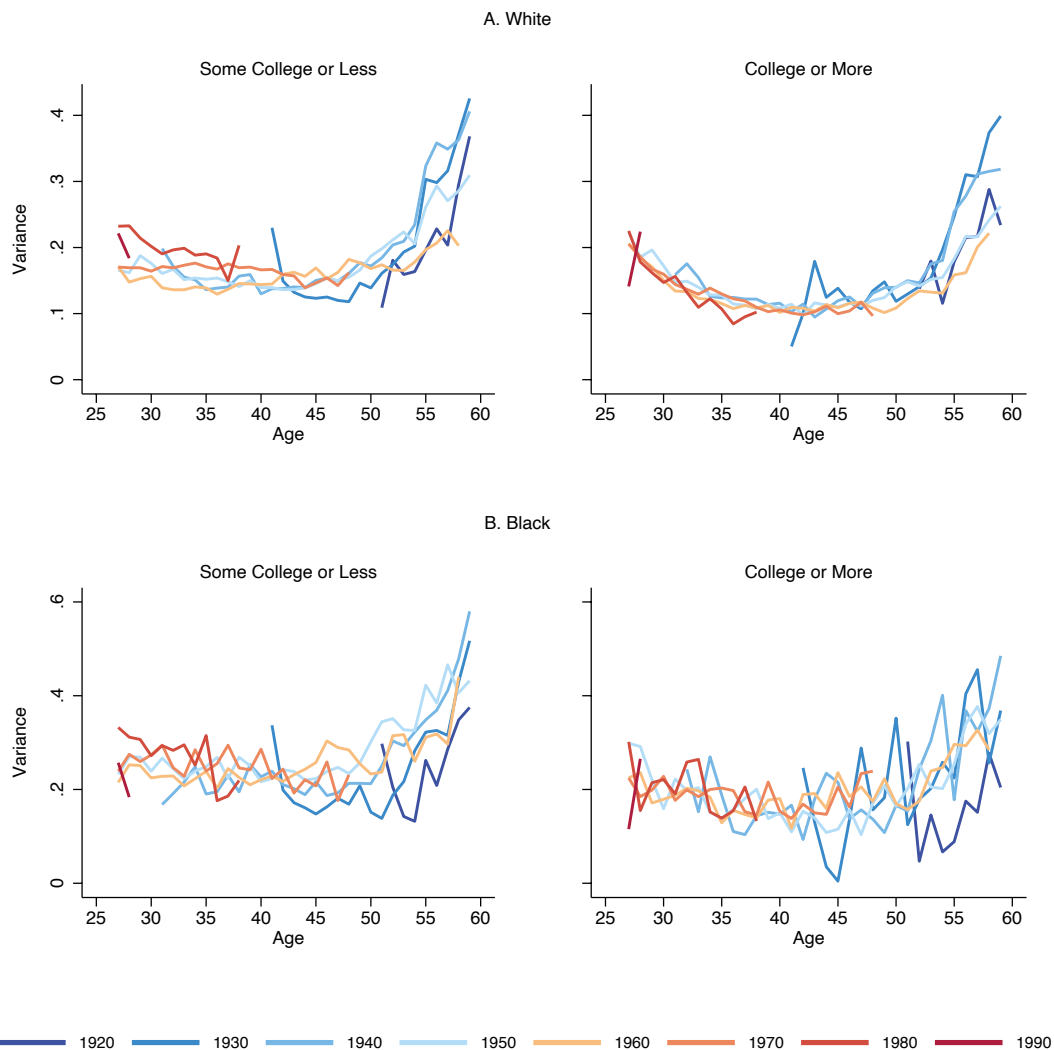 A. White
Some College or Less
College or More
Variance
.4
.3
.2
.1
0
25 30 35 40 45 50 55 60
25 30 35 40 45 50 55 60
Age
Age
B. Black
Some College or Less
College or More
Variance
.6
.4
.2
0
25 30 35 40 45 50 55 60
25 30 35 40 45 50 55 60
Age
Age
1920 1930 1940 1950 1960 1970 1980 1990